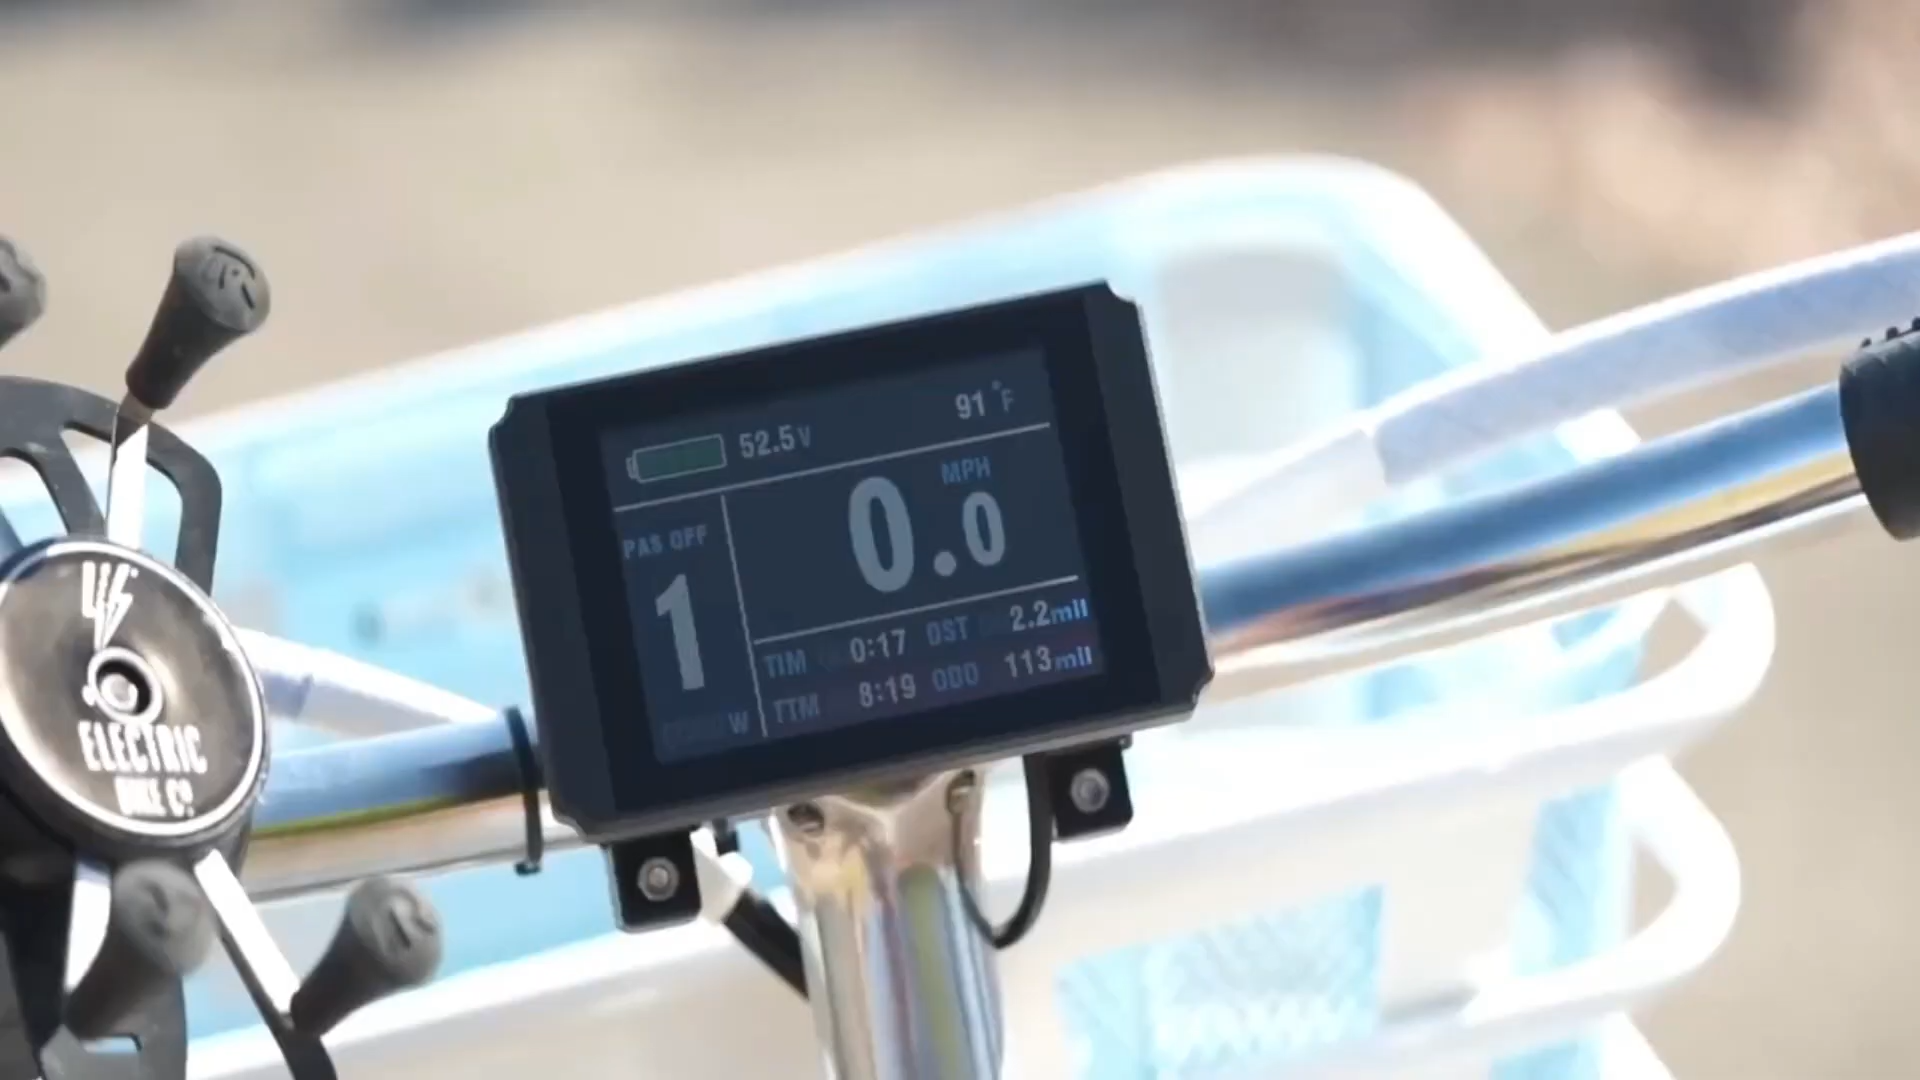 52.5V
91°F
PAS OFF
1
W
MPH
0.0
TIM 0:17 DST 2.2mil
TTM 8:19 ODO 113mil
ELECTRIC
BIKE CO